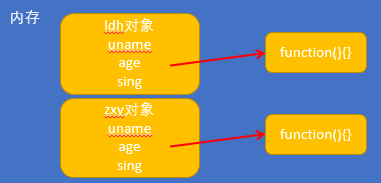 内存
ldh对象
uname
age
sing
function(){}
zxy对象
uname
age
sing
function(){}